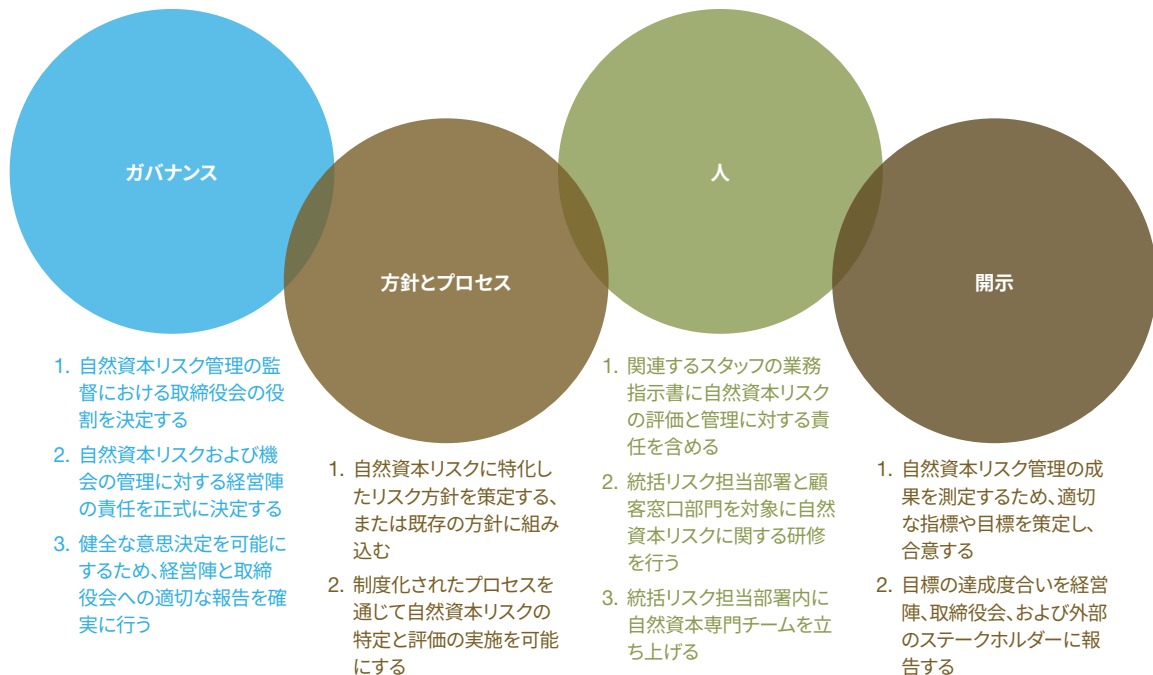 ガバナンス
1. 自然資本リスク管理の監
督における取締役会の役
割を決定する
2. 自然資本リスクおよび機
会の管理に対する経営陣
の責任を正式に決定する
3. 健全な意思決定を可能に
するため、経営陣と取締
役会への適切な報告を確
実に行う
方針とプロセス
1. 自然資本リスクに特化し
たリスク方針を策定する、
または既存の方針に組み
込む
2. 制度化されたプロセスを
通じて自然資本リスクの
特定と評価の実施を可能
にする
人
1. 関連するスタッフの業務
指示書に自然資本リスク
の評価と管理に対する責
任を含める
2. 統括リスク担当部署と顧
客窓口部門を対象に自然
資本リスクに関する研修
を行う
3. 統括リスク担当部署内に
自然資本専門チームを立
ち上げる
開示
1. 自然資本リスク管理の成
果を測定するため、適切
な指標や目標を策定し、
合意する
2. 目標の達成度合いを経営
陣、取締役会、および外部
のステークホルダーに報
告する